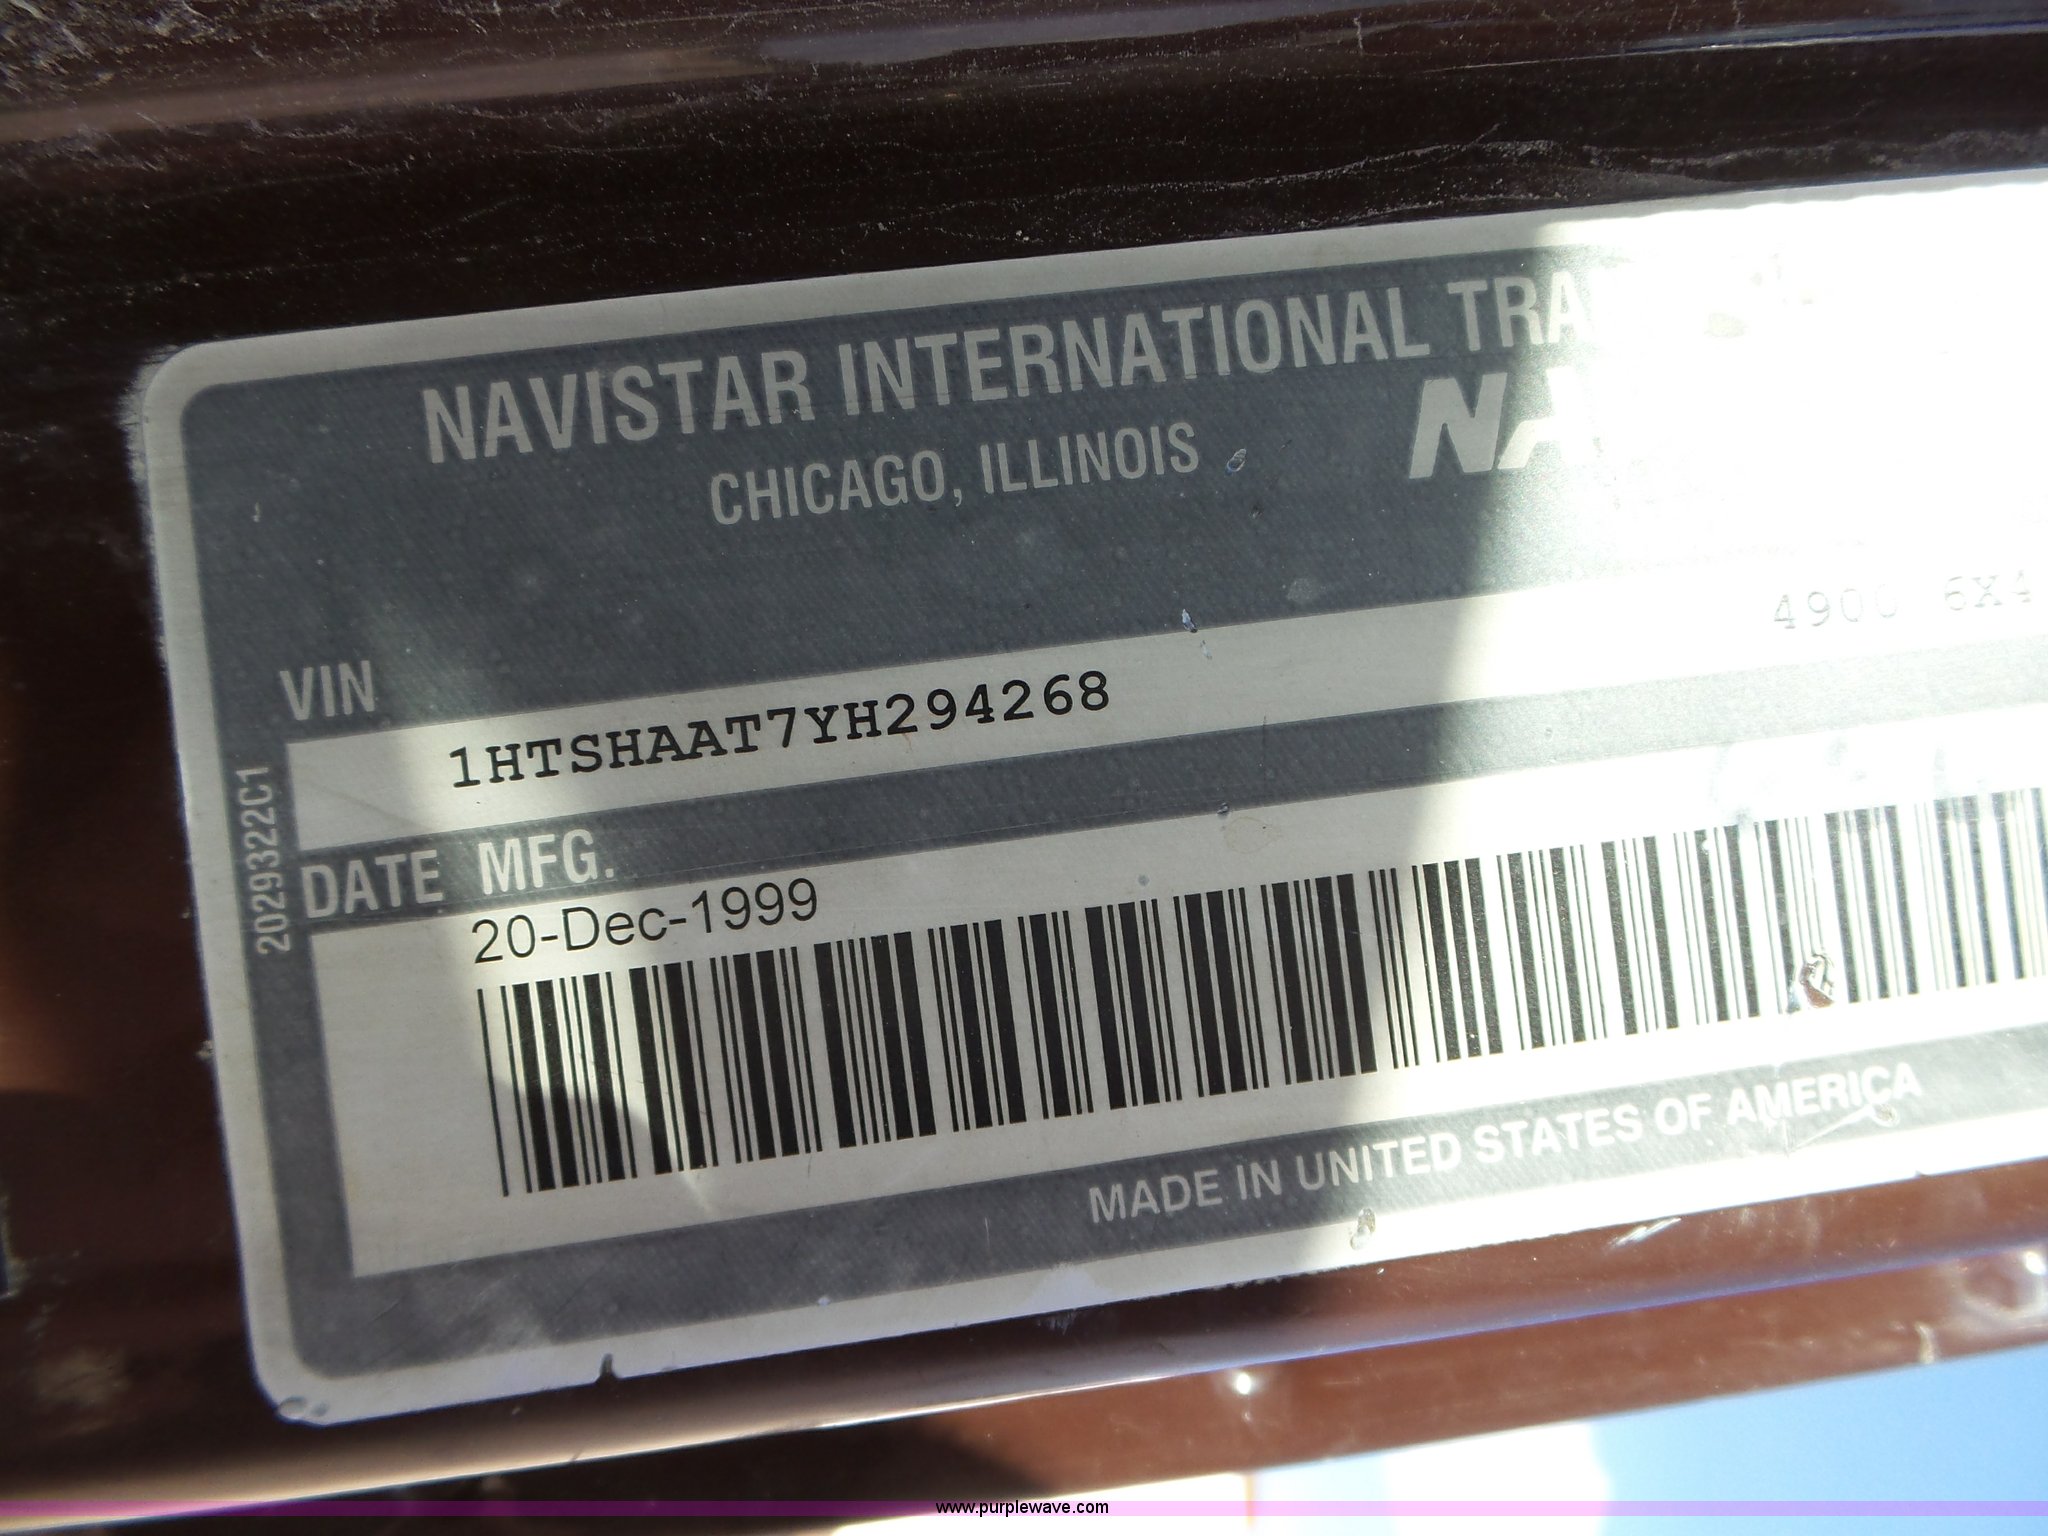 NAVISTAR INTERNATIONAL
CHICAGO, ILLINOIS
4900 6X4
VIN
1HTSHAAT7YH294268
DATE MFG.
20-Dec-1999
2029322C1
MADE IN UNITED STATES OF AMERICA
www.purplewave.com